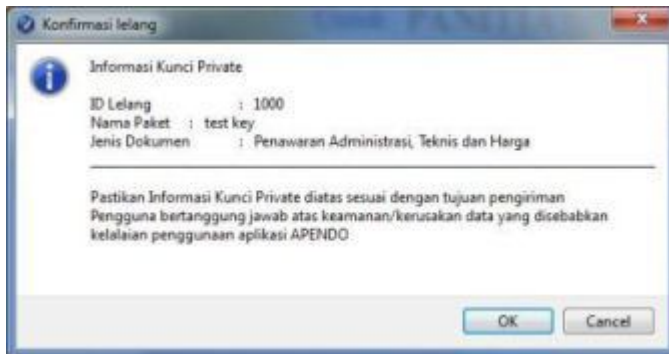 Konfirmasi lelang
Informasi Kunci Private
ID Lelang : 1000
Nama Paket : test key
Jenis Dokumen : Penawaran Administrasi, Teknis dan Harga
Pastikan Informasi Kunci Private diatas sesuai dengan tujuan pengiriman
Pengguna bertanggung jawab atas keamanan/kerusakan data yang disebabkan
kelalaian penggunaan aplikasi APENDO
OK Cancel